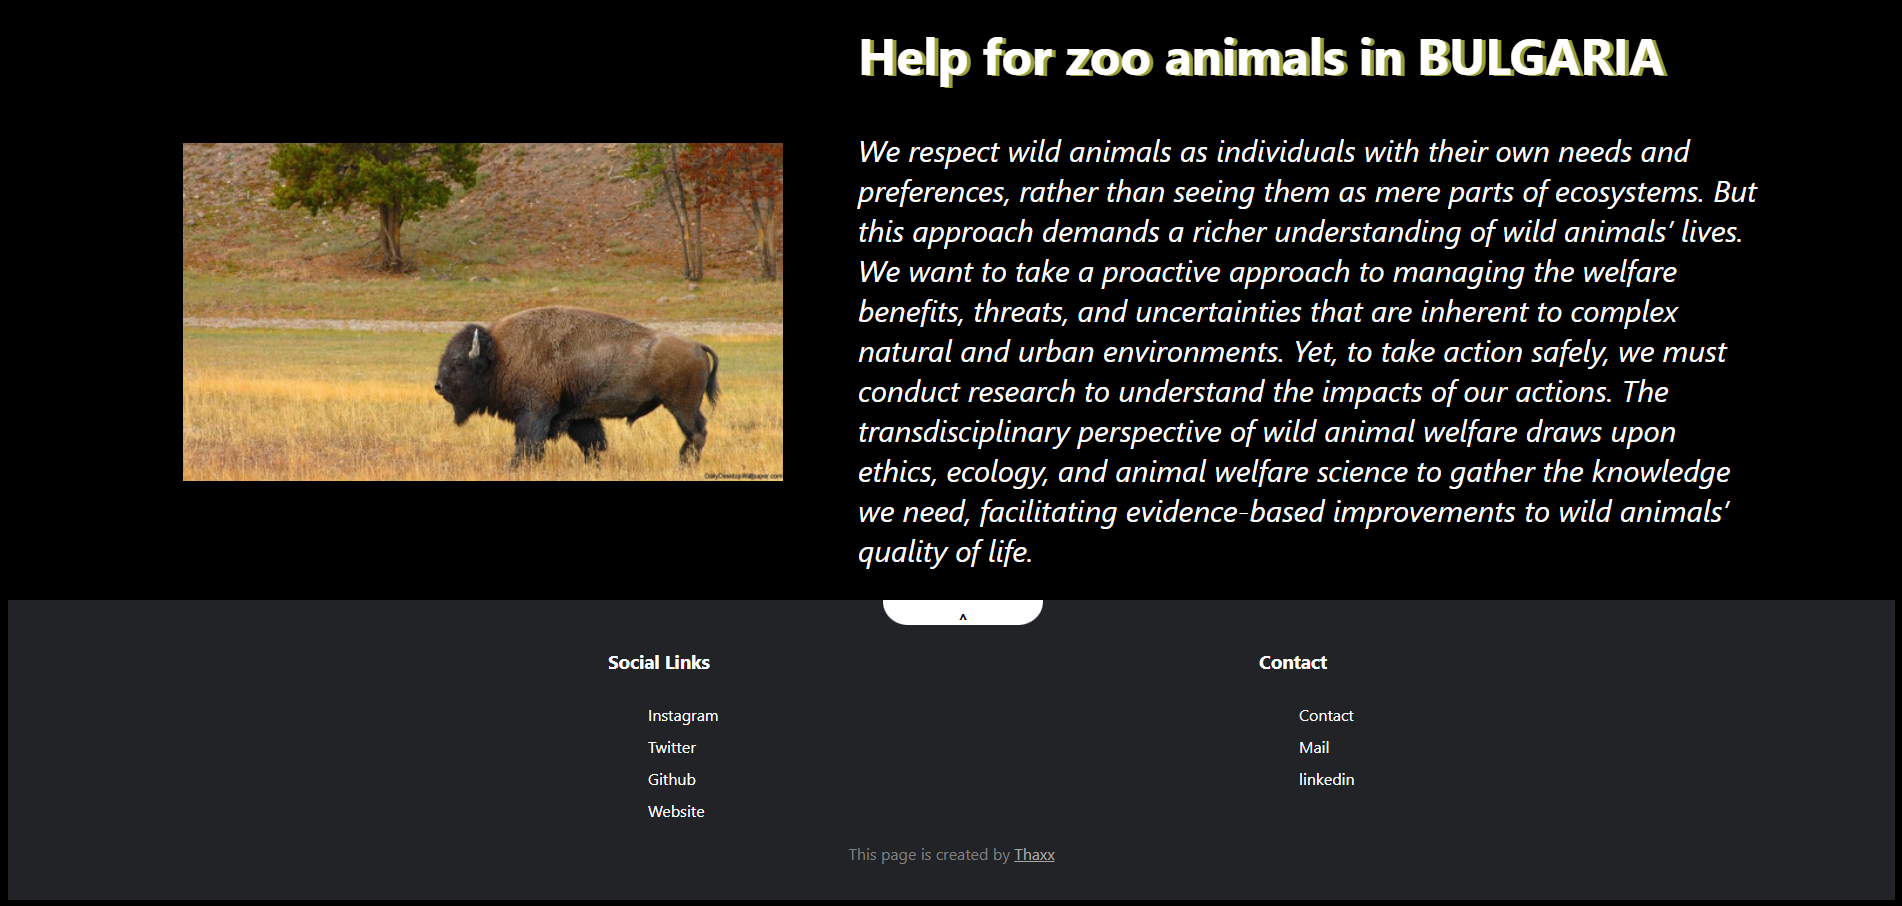 Help for zoo animals in BULGARIA
We respect wild animals as individuals with their own needs and
preferences, rather than seeing them as mere parts of ecosystems. But
this approach demands a richer understanding of wild animals’ lives.
We want to take a proactive approach to managing the welfare
benefits, threats, and uncertainties that are inherent to complex
natural and urban environments. Yet, to take action safely, we must
conduct research to understand the impacts of our actions. The
transdisciplinary perspective of wild animal welfare draws upon
ethics, ecology, and animal welfare science to gather the knowledge
we need, facilitating evidence-based improvements to wild animals’
quality of life.
DailyDesktopWallpaper.com
^
Social Links
Instagram
Twitter
Github
Website
Contact
Contact
Mail
linkedin
This page is created by Thaxx